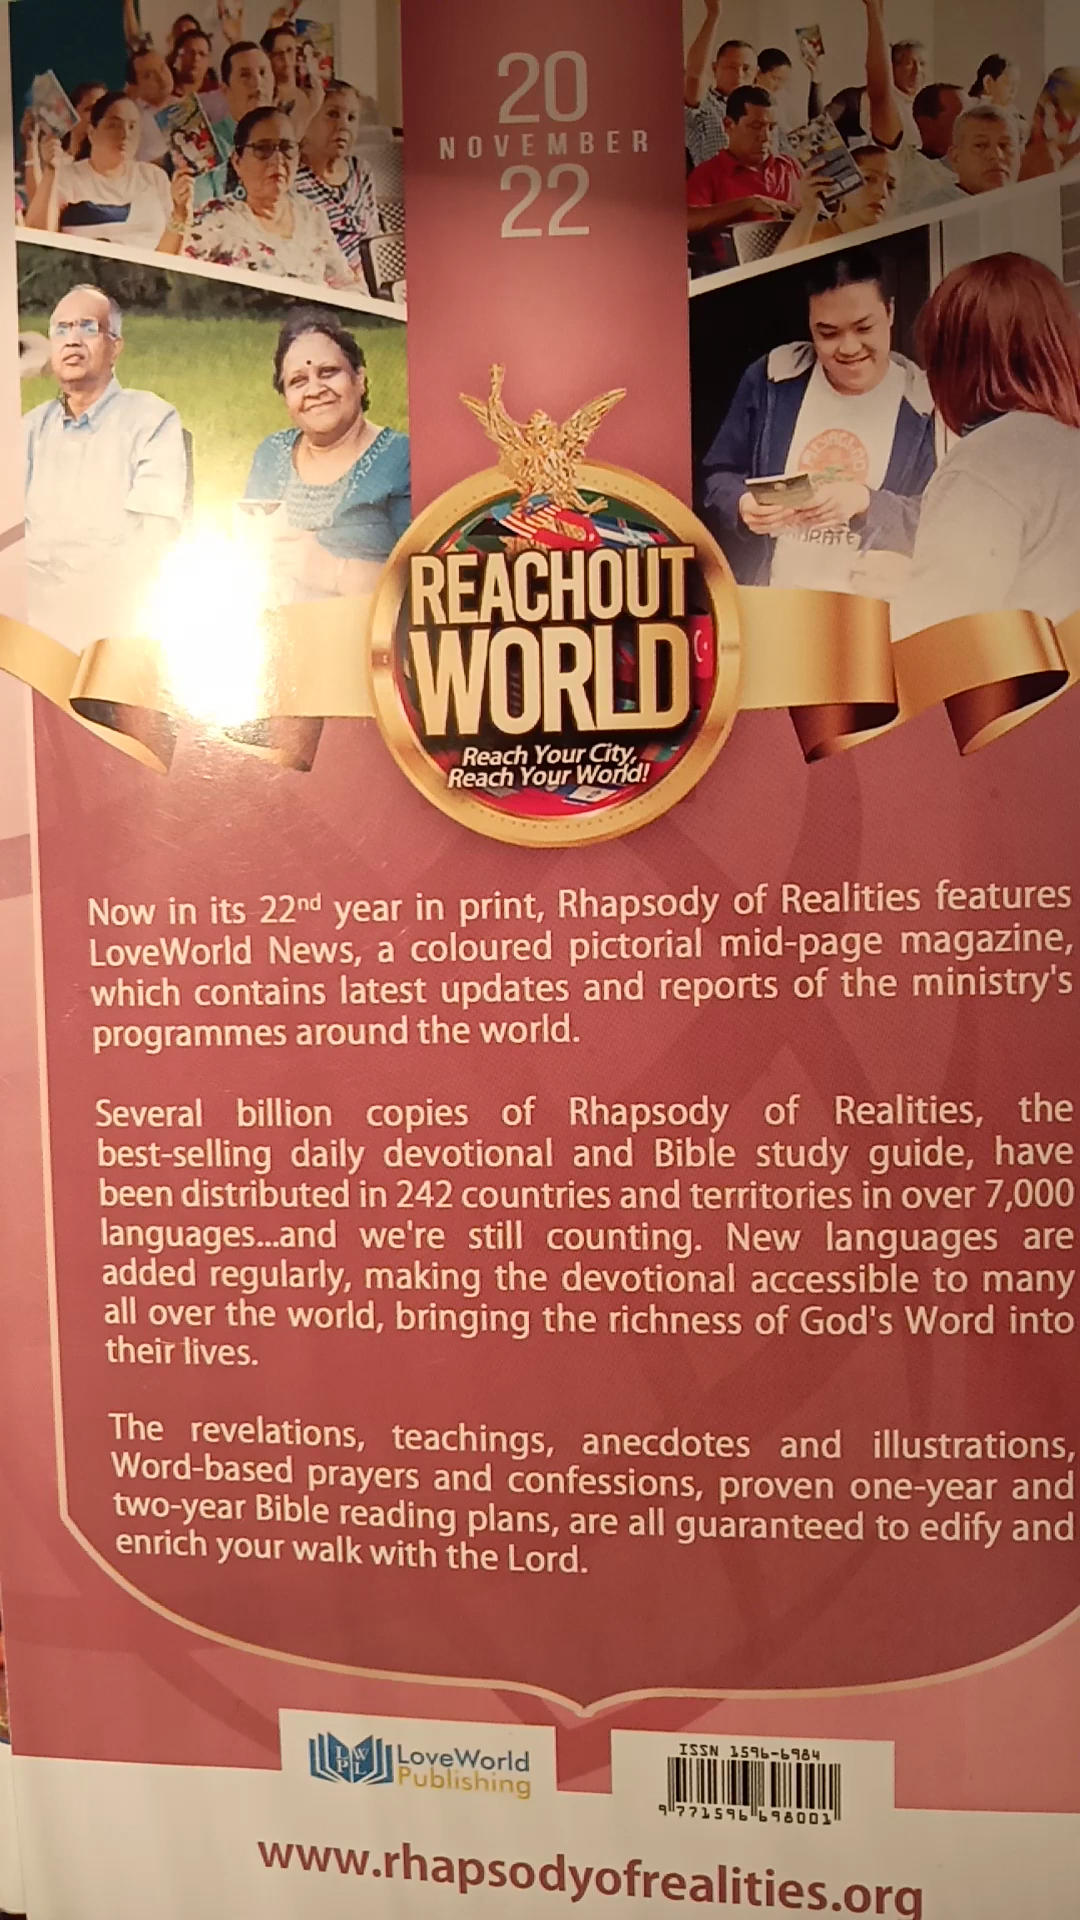 20
NOVEMBER
22
REACHOUT
WORLD
Reach Your City,
Reach Your World!
Now in its 22nd year in print, Rhapsody of Realities features
LoveWorld News, a coloured pictorial mid-page magazine,
which contains latest updates and reports of the ministry's
programmes around the world.
Several billion copies of Rhapsody of Realities, the
best-selling daily devotional and Bible study guide, have
been distributed in 242 countries and territories in over 7,000
languages...and we're still counting. New languages are
added regularly, making the devotional accessible to many
all over the world, bringing the richness of God's Word into
their lives.
The revelations, teachings, anecdotes and illustrations,
Word-based prayers and confessions, proven one-year and
two-year Bible reading plans, are all guaranteed to edify and
enrich your walk with the Lord.
LWPL
LoveWorld
Publishing
ISSN 1596-6984
9 771596 698001
www.rhapsodyofrealities.org